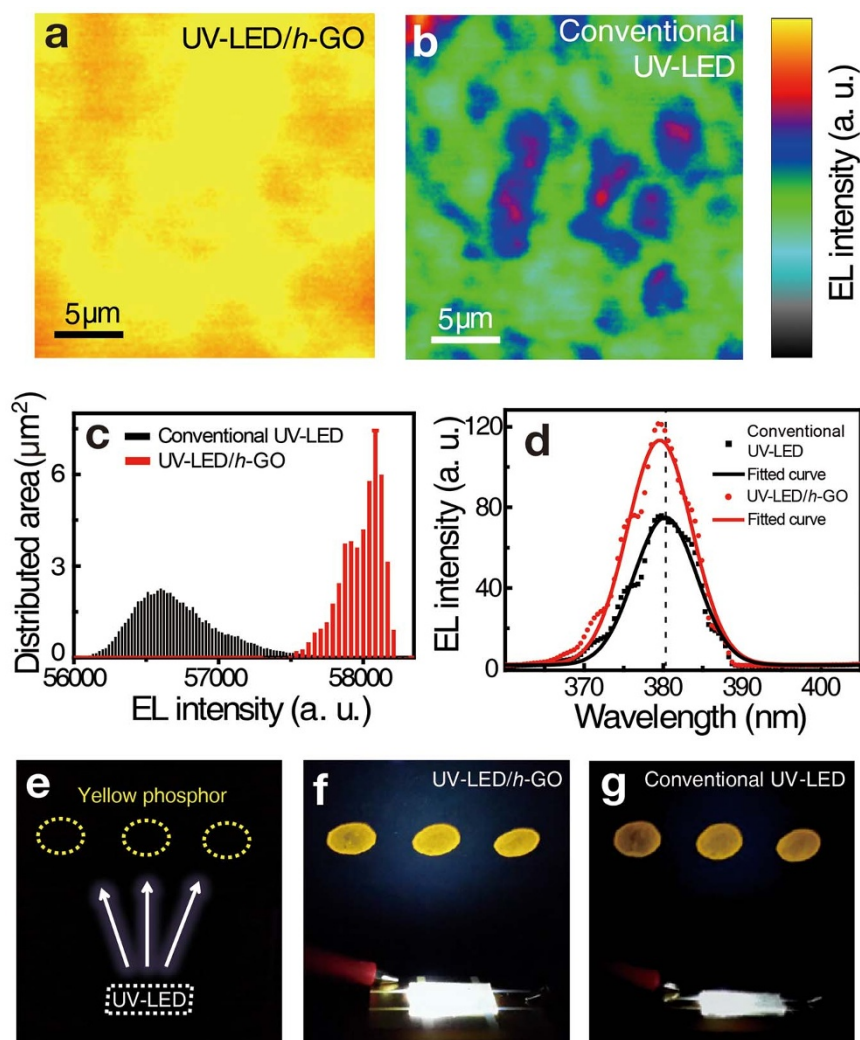 a
UV-LED/h-GO
5μm
b
Conventional
UV-LED
5μm
EL intensity (a. u.)
c
Conventional UV-LED
UV-LED/h-GO
Distributed area (μm²)
7.5
6
3
0
56000
57000
58000
EL intensity (a. u.)
d
Conventional
UV-LED
Fitted curve
UV-LED/h-GO
Fitted curve
EL intensity (a. u.)
120
80
40
0
370
380
390
400
Wavelength (nm)
e
Yellow phosphor
UV-LED
f
UV-LED/h-GO
g
Conventional UV-LED